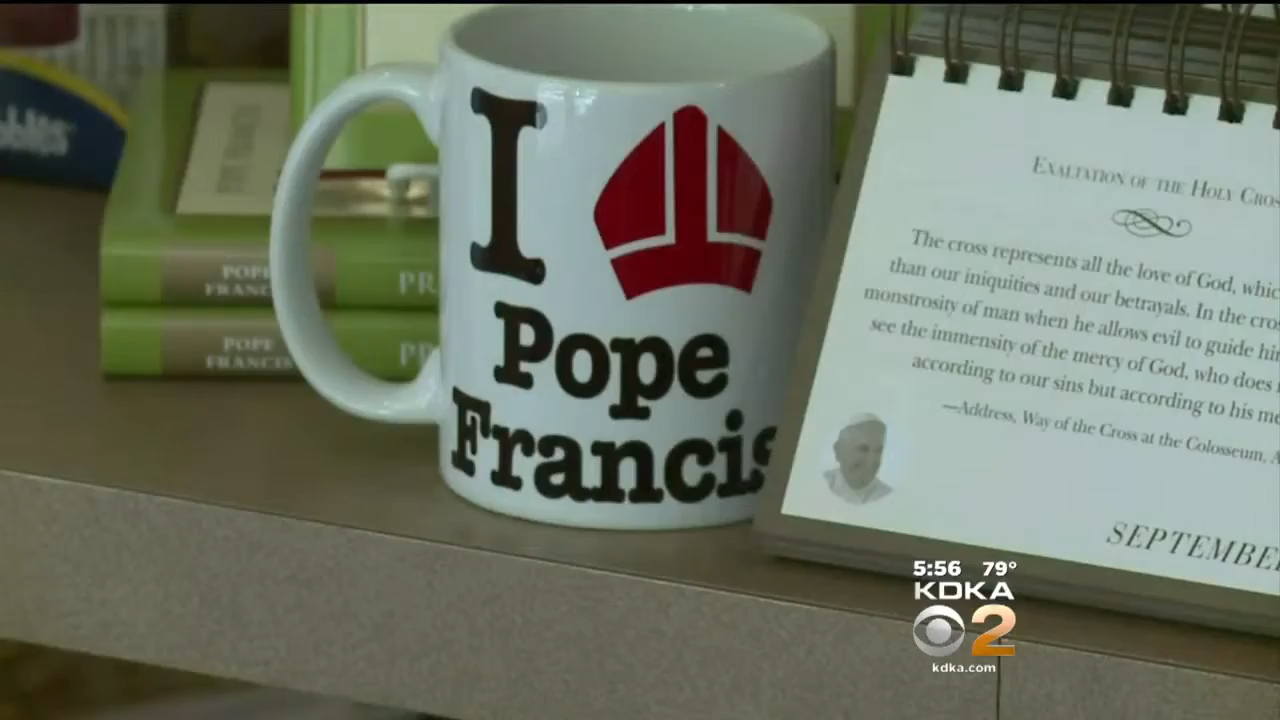 I
Pope
Francis
POPE
FRANCIS
PR
POPE
FRANCIS
PR
EXALTATION OF THE HOLY CROS
The cross represents all the love of God, whic
than our iniquities and our betrayals. In the cro
monstrosity of man when he allows evil to guide hi
see the immensity of the mercy of God, who does
according to our sins but according to his me
—Address, Way of the Cross at the Colosseum, A
SEPTEMBE
5:56 79°
KDKA
2
kdka.com